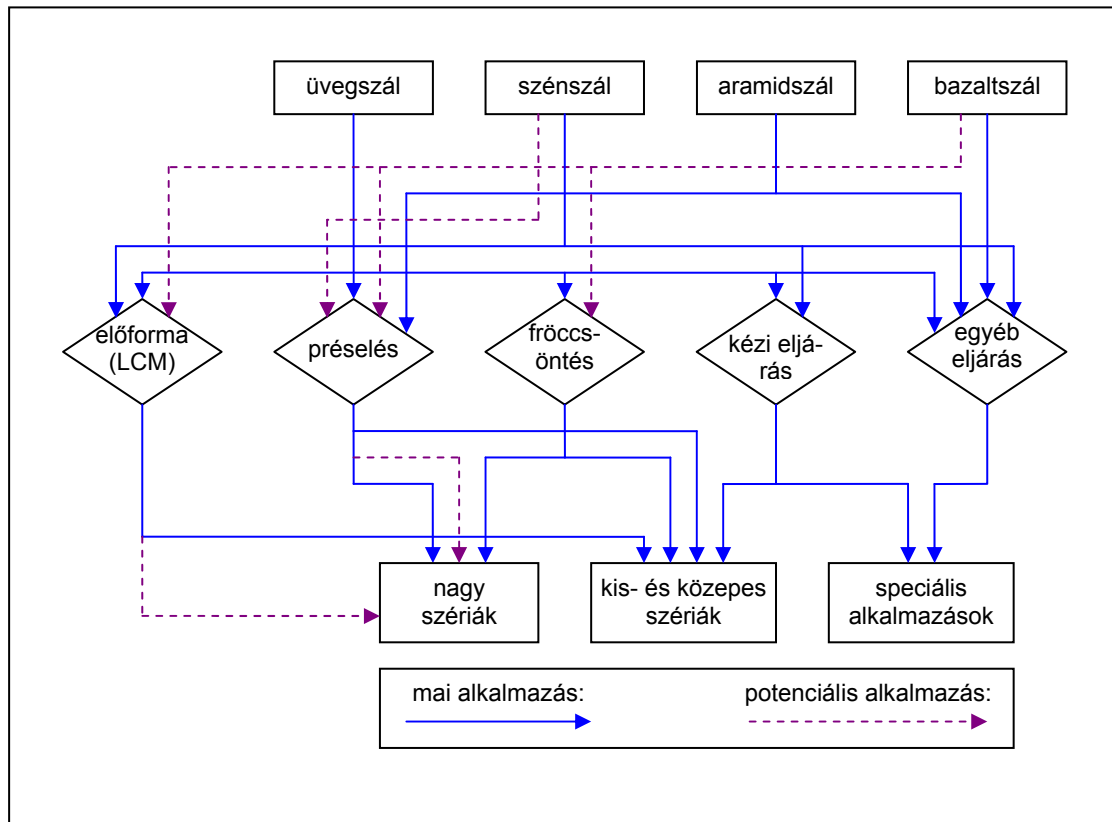 üvegszál
szénszál
aramidszál
bazaltszál
előforma
(LCM)
préselés
fröccs-
öntés
kézi eljá-
rás
egyéb
eljárás
nagy
szériák
kis- és közepes
szériák
speciális
alkalmazások
mai alkalmazás:
potenciális alkalmazás: